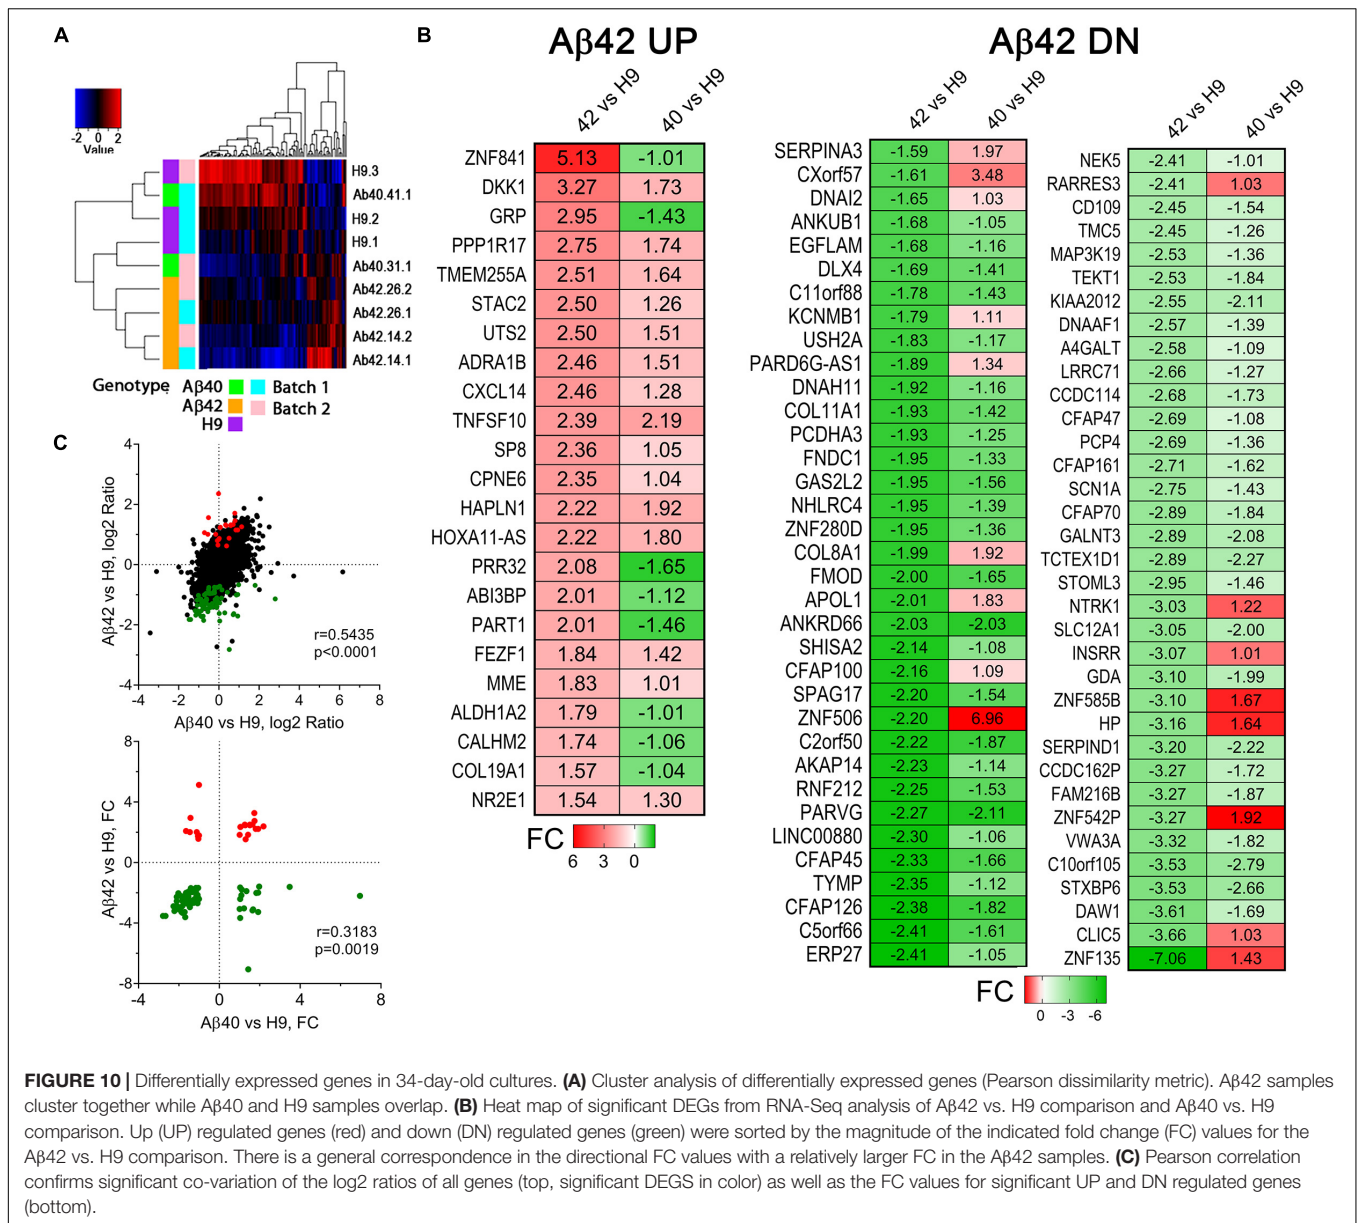 A
-2 0 2
Value
H9.3
Ab40.41.1
H9.2
H9.1
Ab40.31.1
Ab42.26.2
Ab42.26.1
Ab42.14.2
Ab42.14.1
Genotype Aβ40 Batch 1
Aβ42 Batch 2
H9
B
Aβ42 UP
42 vs H9 40 vs H9
ZNF841 5.13 -1.01
DKK1 3.27 1.73
GRP 2.95 -1.43
PPP1R17 2.75 1.74
TMEM255A 2.51 1.64
STAC2 2.50 1.26
UTS2 2.50 1.51
ADRA1B 2.46 1.51
CXCL14 2.46 1.28
TNFSF10 2.39 2.19
SP8 2.36 1.05
CPNE6 2.35 1.04
HAPLN1 2.22 1.92
HOXA11-AS 2.22 1.80
PRR32 2.08 -1.65
ABI3BP 2.01 -1.12
PART1 2.01 -1.46
FEZF1 1.84 1.42
MME 1.83 1.01
ALDH1A2 1.79 -1.01
CALHM2 1.74 -1.06
COL19A1 1.57 -1.04
NR2E1 1.54 1.30
FC
6 3 0
Aβ42 DN
42 vs H9 40 vs H9
SERPINA3 -1.59 1.97
CXorf57 -1.61 3.48
DNAI2 -1.65 1.03
ANKUB1 -1.68 -1.05
EGFLAM -1.68 -1.16
DLX4 -1.69 -1.41
C11orf88 -1.78 -1.43
KCNMB1 -1.79 1.11
USH2A -1.83 -1.17
PARD6G-AS1 -1.89 1.34
DNAH11 -1.92 -1.16
COL11A1 -1.93 -1.42
PCDHA3 -1.93 -1.25
FNDC1 -1.95 -1.33
GAS2L2 -1.95 -1.56
NHLRC4 -1.95 -1.39
ZNF280D -1.95 -1.36
COL8A1 -1.99 1.92
FMOD -2.00 -1.65
APOL1 -2.01 1.83
ANKRD66 -2.03 -2.03
SHISA2 -2.14 -1.08
CFAP100 -2.16 1.09
SPAG17 -2.20 -1.54
ZNF506 -2.20 6.96
C2orf50 -2.22 -1.87
AKAP14 -2.23 -1.14
RNF212 -2.25 -1.53
PARVG -2.27 -2.11
LINC00880 -2.30 -1.06
CFAP45 -2.33 -1.66
TYMP -2.35 -1.12
CFAP126 -2.38 -1.82
C5orf66 -2.41 -1.61
ERP27 -2.41 -1.05
42 vs H9 40 vs H9
NEK5 -2.41 -1.01
RARRES3 -2.41 1.03
CD109 -2.45 -1.54
TMC5 -2.45 -1.26
MAP3K19 -2.53 -1.36
TEKT1 -2.53 -1.84
KIAA2012 -2.55 -2.11
DNAAF1 -2.57 -1.39
A4GALT -2.58 -1.09
LRRC71 -2.66 -1.27
CCDC114 -2.68 -1.73
CFAP47 -2.69 -1.08
PCP4 -2.69 -1.36
CFAP161 -2.71 -1.62
SCN1A -2.75 -1.43
CFAP70 -2.89 -1.84
GALNT3 -2.89 -2.08
TCTEX1D1 -2.89 -2.27
STOML3 -2.95 -1.46
NTRK1 -3.03 1.22
SLC12A1 -3.05 -2.00
INSRR -3.07 1.01
GDA -3.10 -1.99
ZNF585B -3.10 1.67
HP -3.16 1.64
SERPIND1 -3.20 -2.22
CCDC162P -3.27 -1.72
FAM216B -3.27 -1.87
ZNF542P -3.27 1.92
VWA3A -3.32 -1.82
C10orf105 -3.53 -2.79
STXBP6 -3.53 -2.66
DAW1 -3.61 -1.69
CLIC5 -3.66 1.03
ZNF135 -7.06 1.43
FC
0 -3 -6
C
Aβ42 vs H9, log2 Ratio
4
2
0
-2
-4
r=0.5435
p<0.0001
-4 -2 0 2 4 6 8
Aβ40 vs H9, log2 Ratio
Aβ42 vs H9, FC
8
4
0
-4
-8
r=0.3183
p=0.0019
-4 0 4 8
Aβ40 vs H9, FC
FIGURE 10 | Differentially expressed genes in 34-day-old cultures. (A) Cluster analysis of differentially expressed genes (Pearson dissimilarity metric). Aβ42 samples
cluster together while Aβ40 and H9 samples overlap. (B) Heat map of significant DEGs from RNA-Seq analysis of Aβ42 vs. H9 comparison and Aβ40 vs. H9
comparison. Up (UP) regulated genes (red) and down (DN) regulated genes (green) were sorted by the magnitude of the indicated fold change (FC) values for the
Aβ42 vs. H9 comparison. There is a general correspondence in the directional FC values with a relatively larger FC in the Aβ42 samples. (C) Pearson correlation
confirms significant co-variation of the log2 ratios of all genes (top, significant DEGS in color) as well as the FC values for significant UP and DN regulated genes
(bottom).